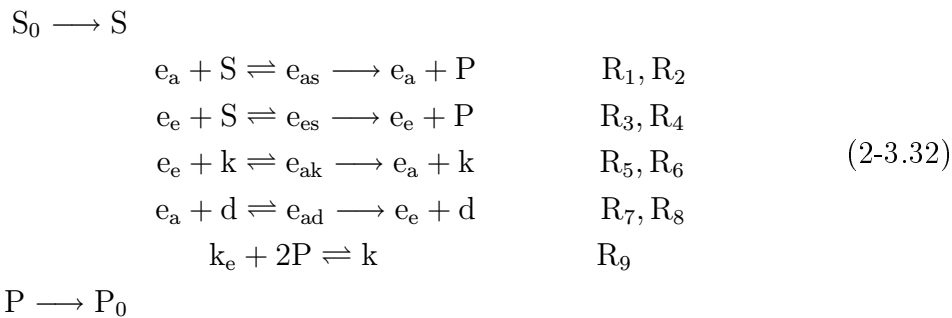 S₀ ⟶ S
eₐ + S ⇌ eₐₛ ⟶ eₐ + P R₁, R₂
eₑ + S ⇌ eₑₛ ⟶ eₑ + P R₃, R₄
eₑ + k ⇌ eₐₖ ⟶ eₐ + k R₅, R₆
(2-3.32)
eₐ + d ⇌ e_ad ⟶ eₑ + d R₇, R₈
kₑ + 2P ⇌ k R₉
P ⟶ P₀